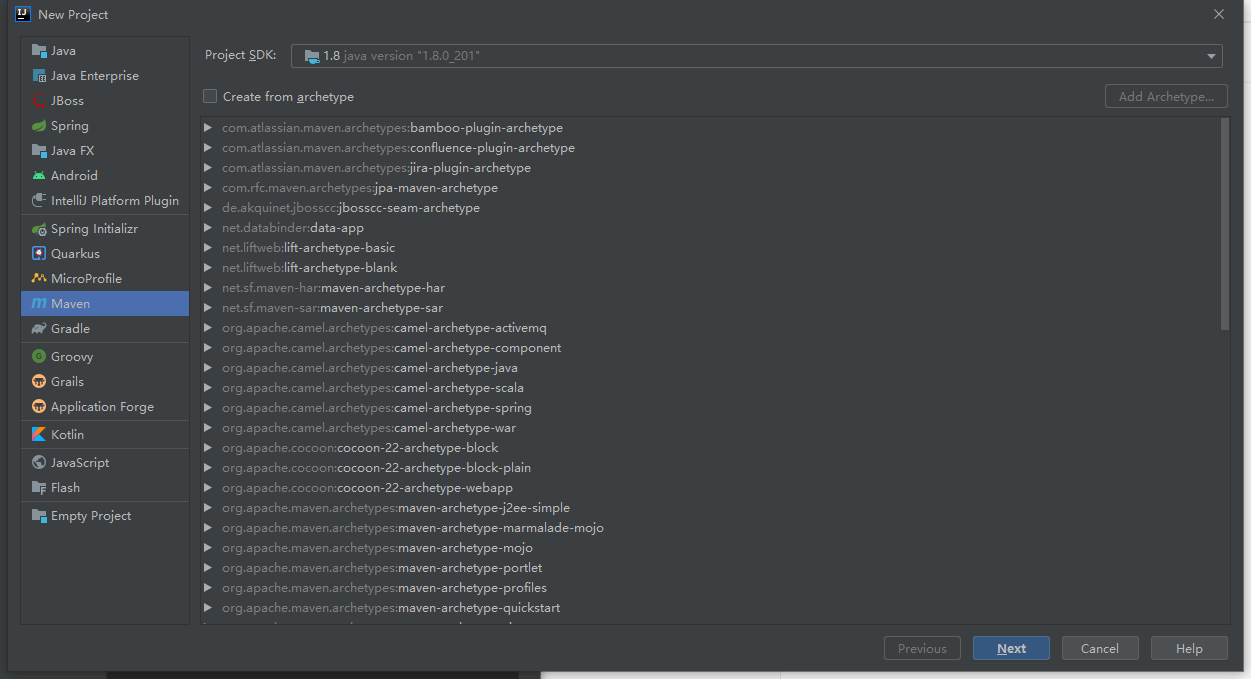 New Project
Java
Java Enterprise
JBoss
Spring
Java FX
Android
IntelliJ Platform Plugin
Spring Initializr
Quarkus
MicroProfile
Maven
Gradle
Groovy
Grails
Application Forge
Kotlin
JavaScript
Flash
Empty Project
Project SDK: 1.8 java version "1.8.0_201"
Create from archetype
Add Archetype...
com.atlassian.maven.archetypes:bamboo-plugin-archetype
com.atlassian.maven.archetypes:confluence-plugin-archetype
com.atlassian.maven.archetypes:jira-plugin-archetype
com.rfc.maven.archetypes:jpa-maven-archetype
de.akquinet.jbosscc:jbosscc-seam-archetype
net.databinder:data-app
net.liftweb:lift-archetype-basic
net.liftweb:lift-archetype-blank
net.sf.maven-har:maven-archetype-har
net.sf.maven-sar:maven-archetype-sar
org.apache.camel.archetypes:camel-archetype-activemq
org.apache.camel.archetypes:camel-archetype-component
org.apache.camel.archetypes:camel-archetype-java
org.apache.camel.archetypes:camel-archetype-scala
org.apache.camel.archetypes:camel-archetype-spring
org.apache.camel.archetypes:camel-archetype-war
org.apache.cocoon:cocoon-22-archetype-block
org.apache.cocoon:cocoon-22-archetype-block-plain
org.apache.cocoon:cocoon-22-archetype-webapp
org.apache.maven.archetypes:maven-archetype-j2ee-simple
org.apache.maven.archetypes:maven-archetype-marmalade-mojo
org.apache.maven.archetypes:maven-archetype-mojo
org.apache.maven.archetypes:maven-archetype-portlet
org.apache.maven.archetypes:maven-archetype-profiles
org.apache.maven.archetypes:maven-archetype-quickstart
Previous
Next
Cancel
Help